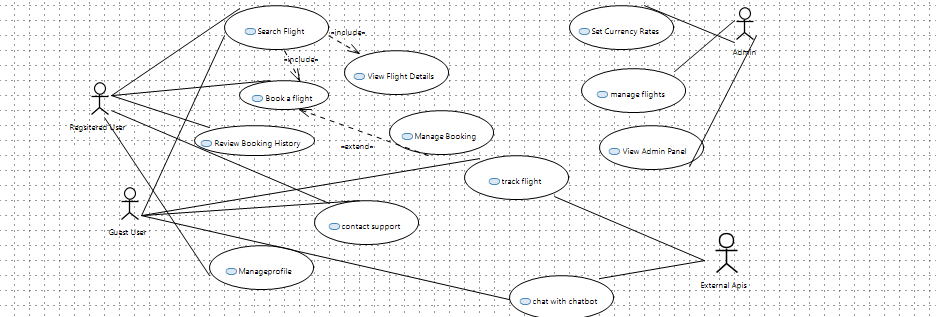 Search Flight
«include»
Set Currency Rates
Admin
«include»
View Flight Details
Book a flight
manage flights
Regsitered User
Review Booking History
Manage Booking
«extend»
View Admin Panel
track flight
Guest User
contact support
Manageprofile
External Apis
chat with chatbot